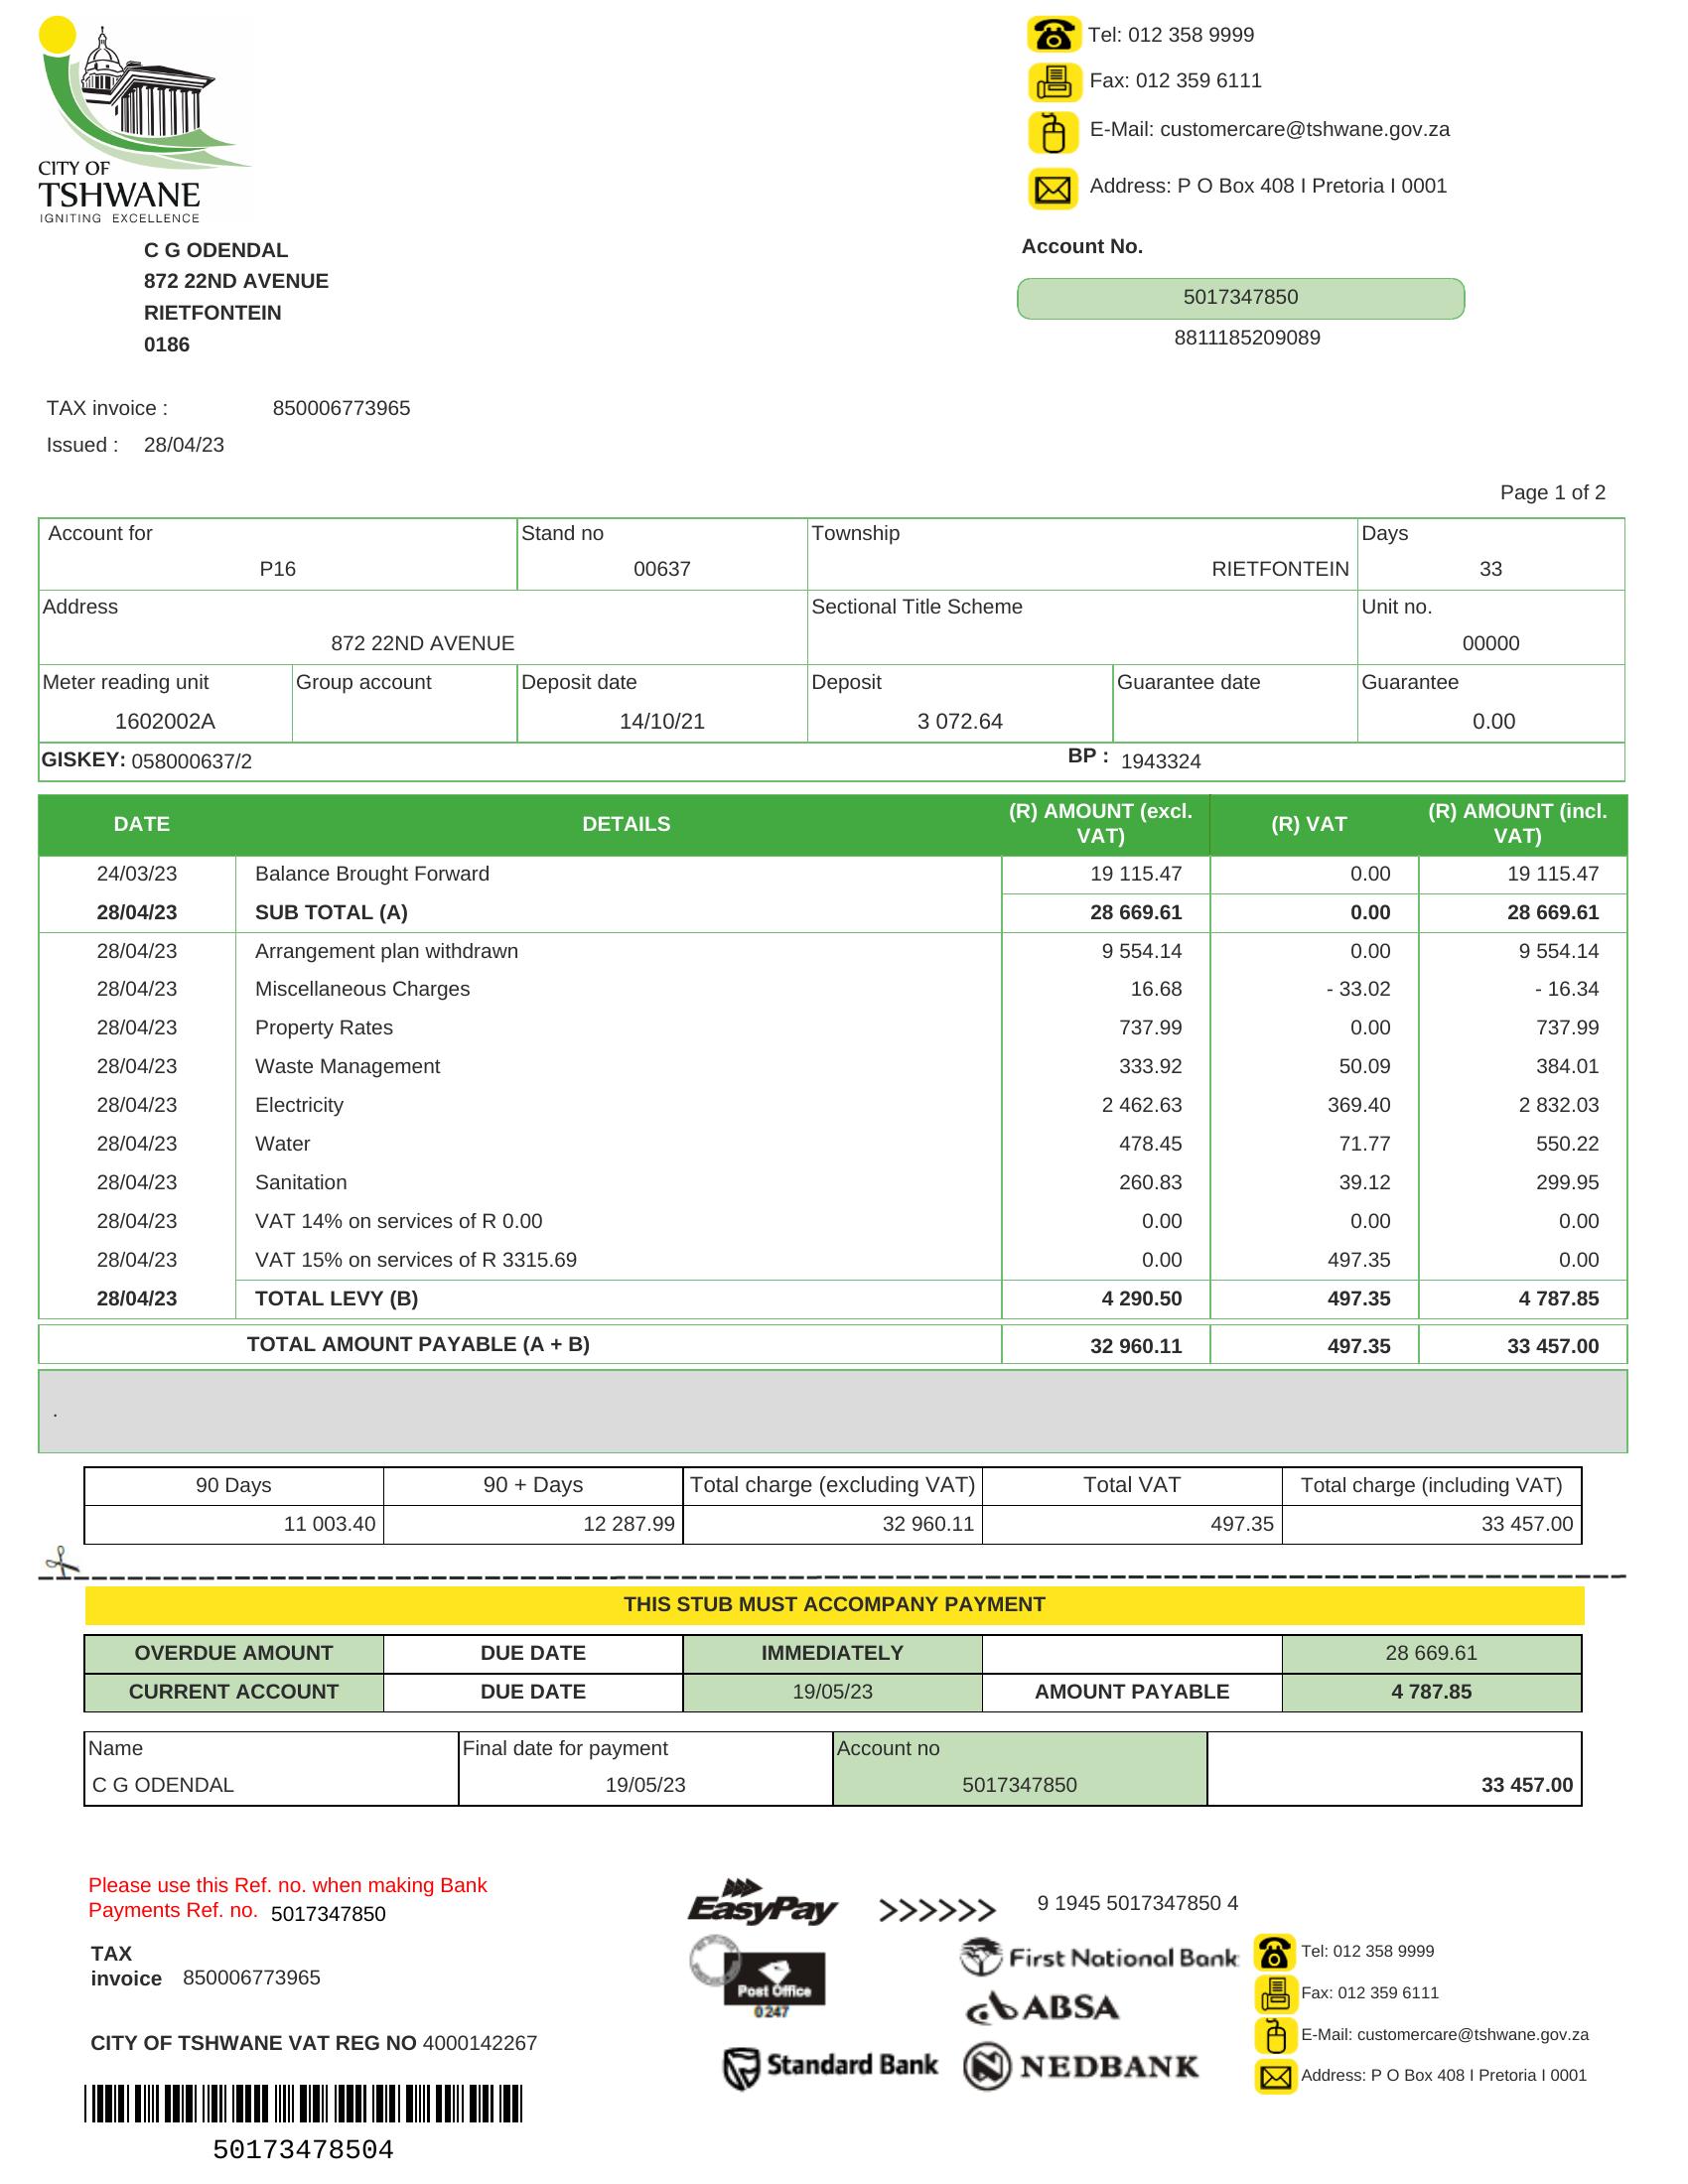 CITY OF
TSHWANE
IGNITING EXCELLENCE
Tel: 012 358 9999
Fax: 012 359 6111
E-Mail: customercare@tshwane.gov.za
Address: P O Box 408 I Pretoria I 0001
C G ODENDAL
872 22ND AVENUE
RIETFONTEIN
0186
Account No.
5017347850
8811185209089
TAX invoice : 850006773965
Issued : 28/04/23
Page 1 of 2
Account for Stand no Township Days
P16 00637 RIETFONTEIN 33
Address Sectional Title Scheme Unit no.
872 22ND AVENUE 00000
Meter reading unit Group account Deposit date Deposit Guarantee date Guarantee
1602002A 14/10/21 3 072.64 0.00
GISKEY: 058000637/2 BP : 1943324
DATE DETAILS (R) AMOUNT (excl. VAT) (R) VAT (R) AMOUNT (incl. VAT)
24/03/23 Balance Brought Forward 19 115.47 0.00 19 115.47
28/04/23 SUB TOTAL (A) 28 669.61 0.00 28 669.61
28/04/23 Arrangement plan withdrawn 9 554.14 0.00 9 554.14
28/04/23 Miscellaneous Charges 16.68 - 33.02 - 16.34
28/04/23 Property Rates 737.99 0.00 737.99
28/04/23 Waste Management 333.92 50.09 384.01
28/04/23 Electricity 2 462.63 369.40 2 832.03
28/04/23 Water 478.45 71.77 550.22
28/04/23 Sanitation 260.83 39.12 299.95
28/04/23 VAT 14% on services of R 0.00 0.00 0.00 0.00
28/04/23 VAT 15% on services of R 3315.69 0.00 497.35 0.00
28/04/23 TOTAL LEVY (B) 4 290.50 497.35 4 787.85
TOTAL AMOUNT PAYABLE (A + B) 32 960.11 497.35 33 457.00
.
90 Days 90 + Days Total charge (excluding VAT) Total VAT Total charge (including VAT)
11 003.40 12 287.99 32 960.11 497.35 33 457.00
THIS STUB MUST ACCOMPANY PAYMENT
OVERDUE AMOUNT DUE DATE IMMEDIATELY 28 669.61
CURRENT ACCOUNT DUE DATE 19/05/23 AMOUNT PAYABLE 4 787.85
Name Final date for payment Account no
C G ODENDAL 19/05/23 5017347850 33 457.00
Please use this Ref. no. when making Bank
Payments Ref. no. 5017347850
TAX
invoice 850006773965
CITY OF TSHWANE VAT REG NO 4000142267
50173478504
EasyPay >>>>>> 9 1945 5017347850 4
Post Office
0247
First National Bank
ABSA
Standard Bank
NEDBANK
Tel: 012 358 9999
Fax: 012 359 6111
E-Mail: customercare@tshwane.gov.za
Address: P O Box 408 I Pretoria I 0001